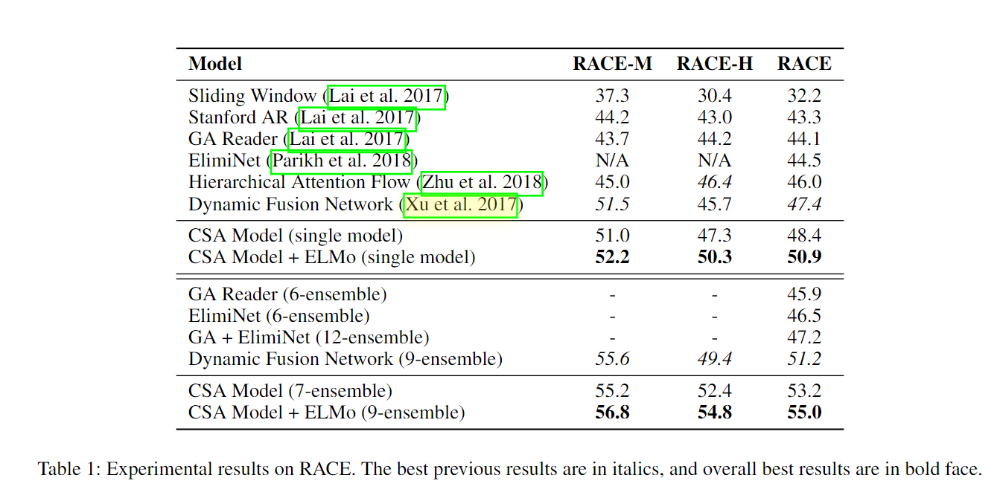 Model RACE-M RACE-H RACE
Sliding Window (Lai et al. 2017) 37.3 30.4 32.2
Stanford AR (Lai et al. 2017) 44.2 43.0 43.3
GA Reader (Lai et al. 2017) 43.7 44.2 44.1
ElimiNet (Parikh et al. 2018) N/A N/A 44.5
Hierarchical Attention Flow (Zhu et al. 2018) 45.0 46.4 46.0
Dynamic Fusion Network (Xu et al. 2017) 51.5 45.7 47.4
CSA Model (single model) 51.0 47.3 48.4
CSA Model + ELMo (single model) 52.2 50.3 50.9
GA Reader (6-ensemble) - - 45.9
ElimiNet (6-ensemble) - - 46.5
GA + ElimiNet (12-ensemble) - - 47.2
Dynamic Fusion Network (9-ensemble) 55.6 49.4 51.2
CSA Model (7-ensemble) 55.2 52.4 53.2
CSA Model + ELMo (9-ensemble) 56.8 54.8 55.0
Table 1: Experimental results on RACE. The best previous results are in italics, and overall best results are in bold face.